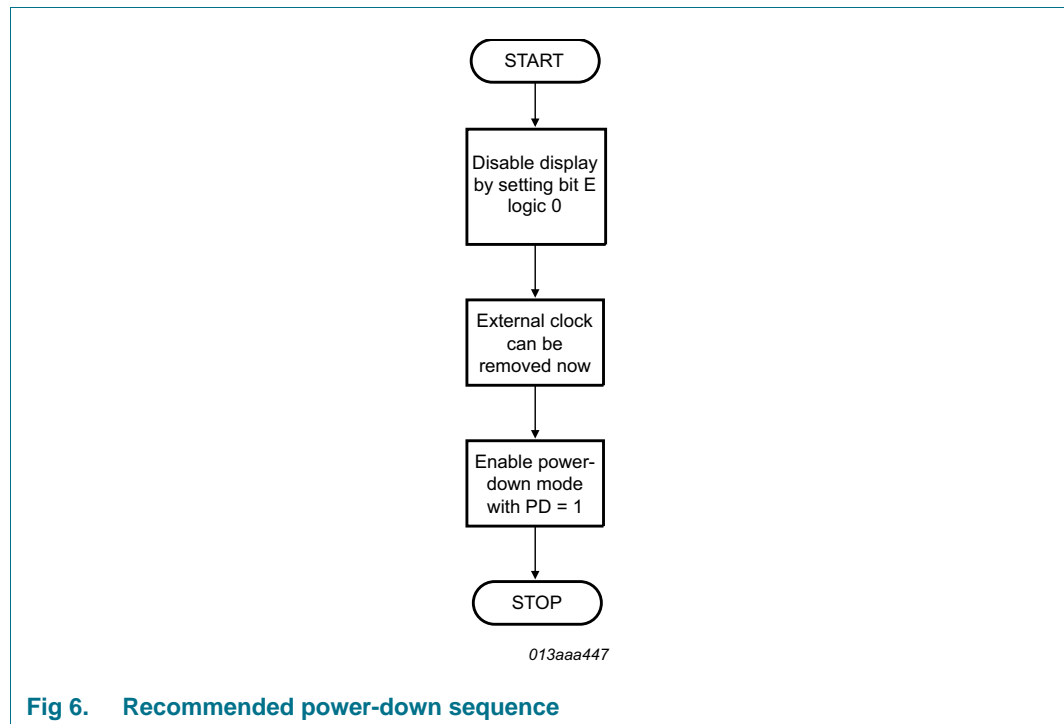 START
Disable display
by setting bit E
logic 0
External clock
can be
removed now
Enable power-
down mode
with PD = 1
STOP
013aaa447
Fig 6. Recommended power-down sequence